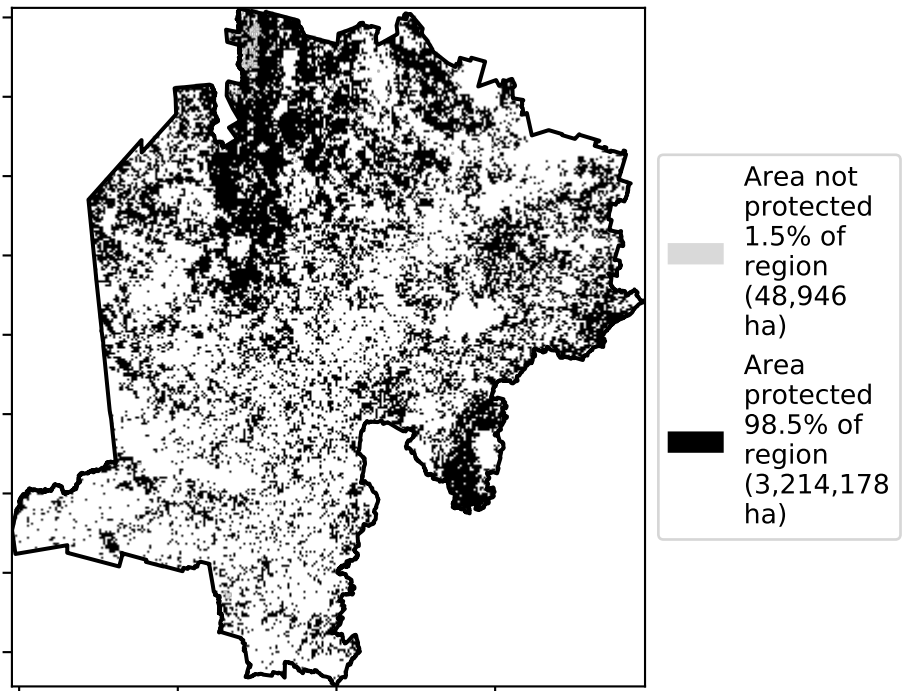 Area not
protected
1.5% of
region
(48,946
ha)
Area
protected
98.5% of
region
(3,214,178
ha)